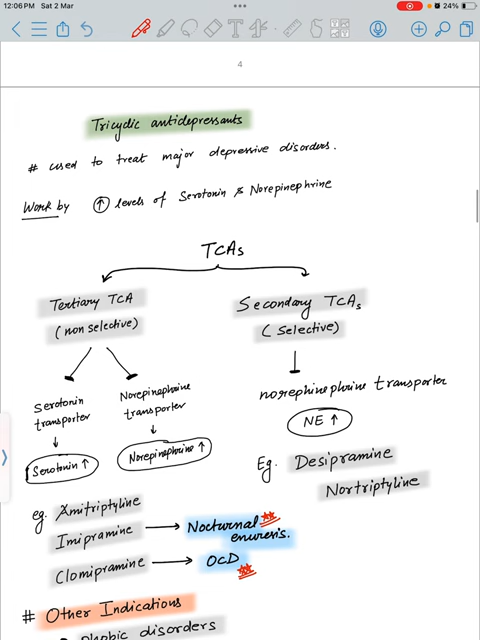 12:06 PM Sat 2 Mar
24%
4
Tricyclic antidepressants
# used to treat major depressive disorders.
Work by ↑ levels of Serotonin & Norepinephrine
TCAs
Tertiary TCA
(non selective)
Secondary TCAs
(Selective)
Serotonin
transporter
Serotonin ↑
Norepinephrine
transporter
Norepinephrine ↑
norephinephrine transporter
NE ↑
Eg. Desipramine
Nortriptyline
eg. Amitriptyline
Imipramine → Nocturnal
enuresis.
Clomipramine → OCD
# Other Indications
Phobic disorders